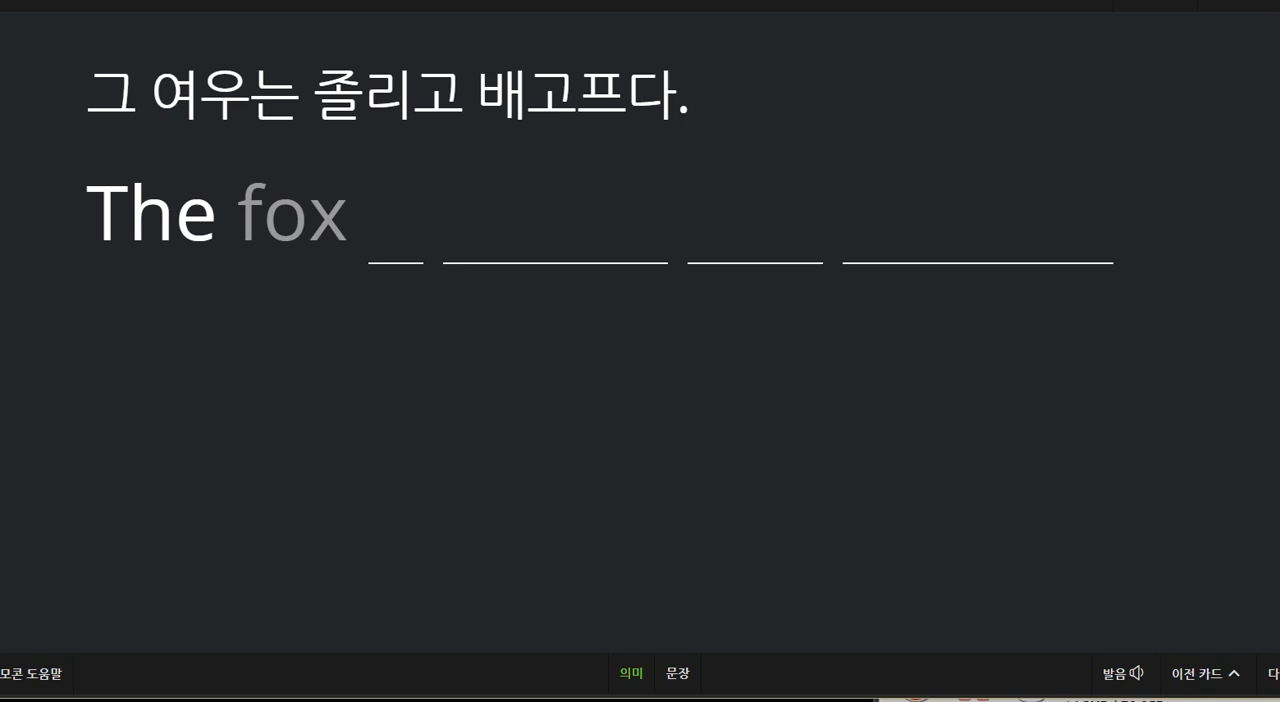 그 여우는 졸리고 배고프다.
The fox
모콘 도움말
의미
문장
발음
이전 카드
다